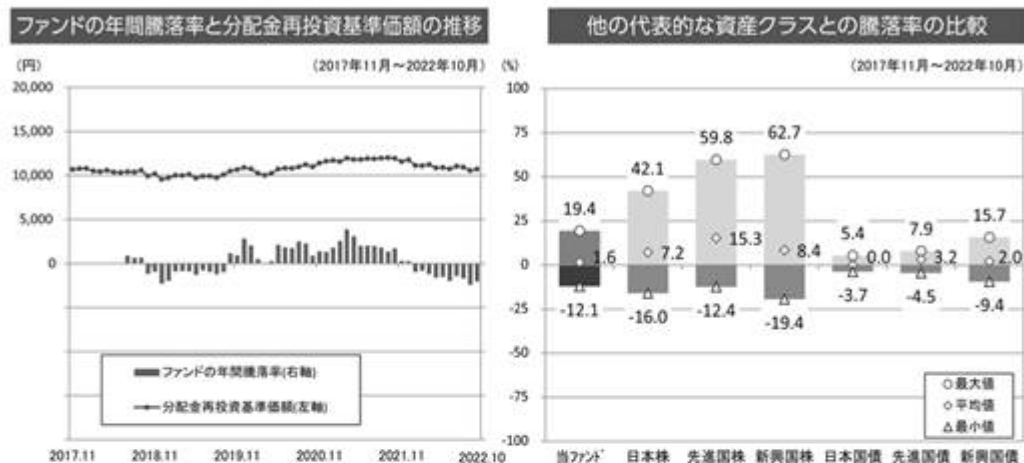 ファンドの年間騰落率と分配金再投資基準価額の推移
(円)
(2017年11月～2022年10月)
(%)
20,000
15,000
10,000
5,000
0
100
75
50
25
0
-25
-50
-75
-100
ファンドの年間騰落率(右軸)
分配金再投資基準価額(左軸)
2017.11
2018.11
2019.11
2020.11
2021.11
2022.10
他の代表的な資産クラスとの騰落率の比較
(2017年11月～2022年10月)
19.4
42.1
59.8
62.7
5.4
7.9
15.7
1.6
7.2
15.3
8.4
0.0
3.2
2.0
-12.1
-16.0
-12.4
-19.4
-3.7
-4.5
-9.4
最大値
平均値
最小値
当ファンド
日本株
先進国株
新興国株
日本国債
先進国債
新興国債